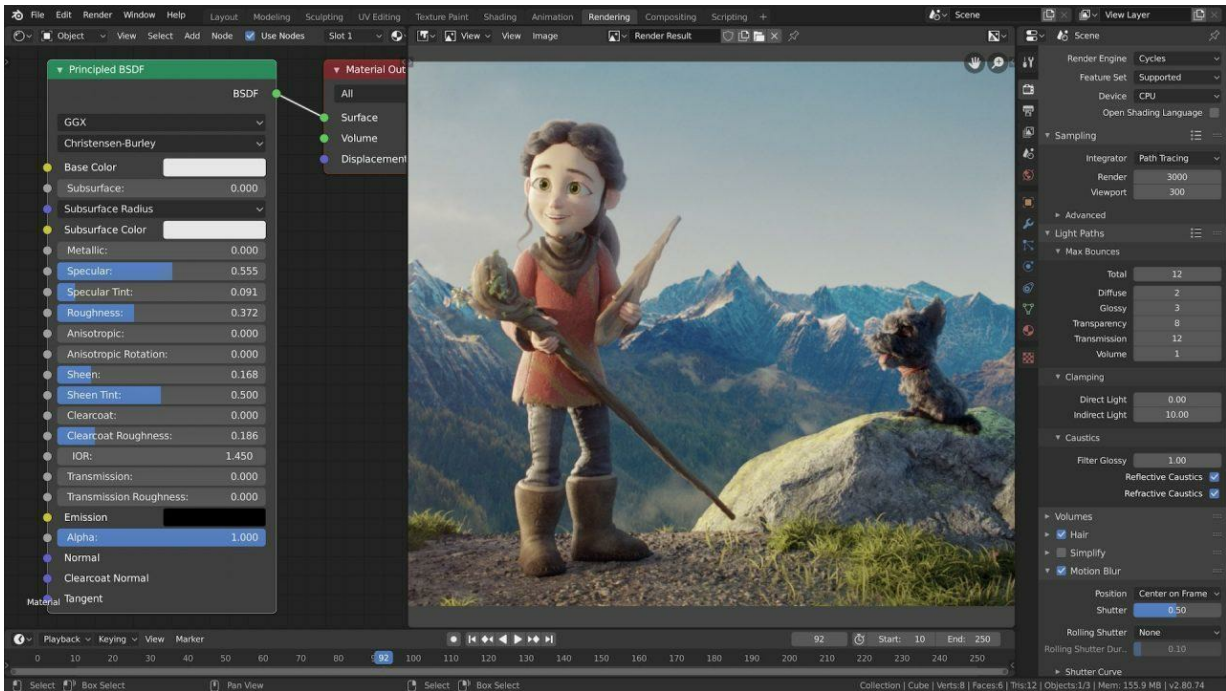 File Edit Render Window Help Layout Modeling Sculpting UV Editing Texture Paint Shading Animation Rendering Compositing Scripting + Scene View Layer
Object View Select Add Node Use Nodes Slot 1 View View Image Render Result Scene
Principled BSDF
BSDF
GGX
Christensen-Burley
Base Color
Subsurface: 0.000
Subsurface Radius
Subsurface Color
Metallic: 0.000
Specular: 0.555
Specular Tint: 0.091
Roughness: 0.372
Anisotropic: 0.000
Anisotropic Rotation: 0.000
Sheen: 0.168
Sheen Tint: 0.500
Clearcoat: 0.000
Clearcoat Roughness: 0.186
IOR: 1.450
Transmission: 0.000
Transmission Roughness: 0.000
Emission
Alpha: 1.000
Normal
Clearcoat Normal
Tangent
Material
Material Out
All
Surface
Volume
Displacement
Render Engine Cycles
Feature Set Supported
Device CPU
Open Shading Language
Sampling
Integrator Path Tracing
Render 3000
Viewport 300
Advanced
Light Paths
Max Bounces
Total 12
Diffuse 2
Glossy 3
Transparency 8
Transmission 12
Volume 1
Clamping
Direct Light 0.00
Indirect Light 10.00
Caustics
Filter Glossy 1.00
Reflective Caustics
Refractive Caustics
Volumes
Hair
Simplify
Motion Blur
Position Center on Frame
Shutter 0.50
Rolling Shutter None
Rolling Shutter Dur.. 0.10
Shutter Curve
Playback Keying View Marker 92 Start: 10 End: 250
0 10 20 30 40 50 60 70 80 92 100 110 120 130 140 150 160 170 180 190 200 210 220 230 240 250
Select Box Select Pan View Select Box Select Collection | Cube | Verts:8 | Faces:6 | Tris:12 | Objects:1/3 | Mem: 155.9 MB | v2.80.74